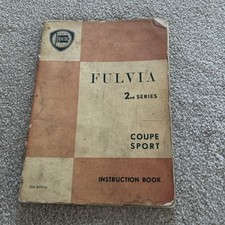 FULVIA
2nd SERIES
COUPE
SPORT
INSTRUCTION BOOK